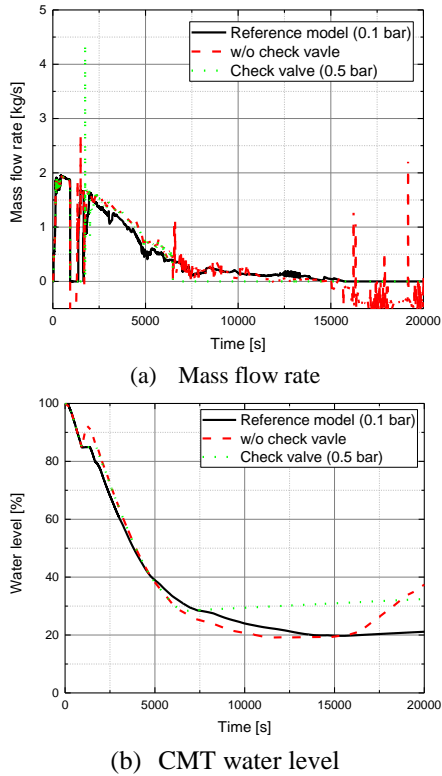 5
4
3
2
1
0
Mass flow rate [kg/s]
Reference model (0.1 bar)
w/o check vavle
Check valve (0.5 bar)
0 5000 10000 15000 20000
Time [s]
(a) Mass flow rate
100
80
60
40
20
0
Water level [%]
Reference model (0.1 bar)
w/o check vavle
Check valve (0.5 bar)
0 5000 10000 15000 20000
Time [s]
(b) CMT water level